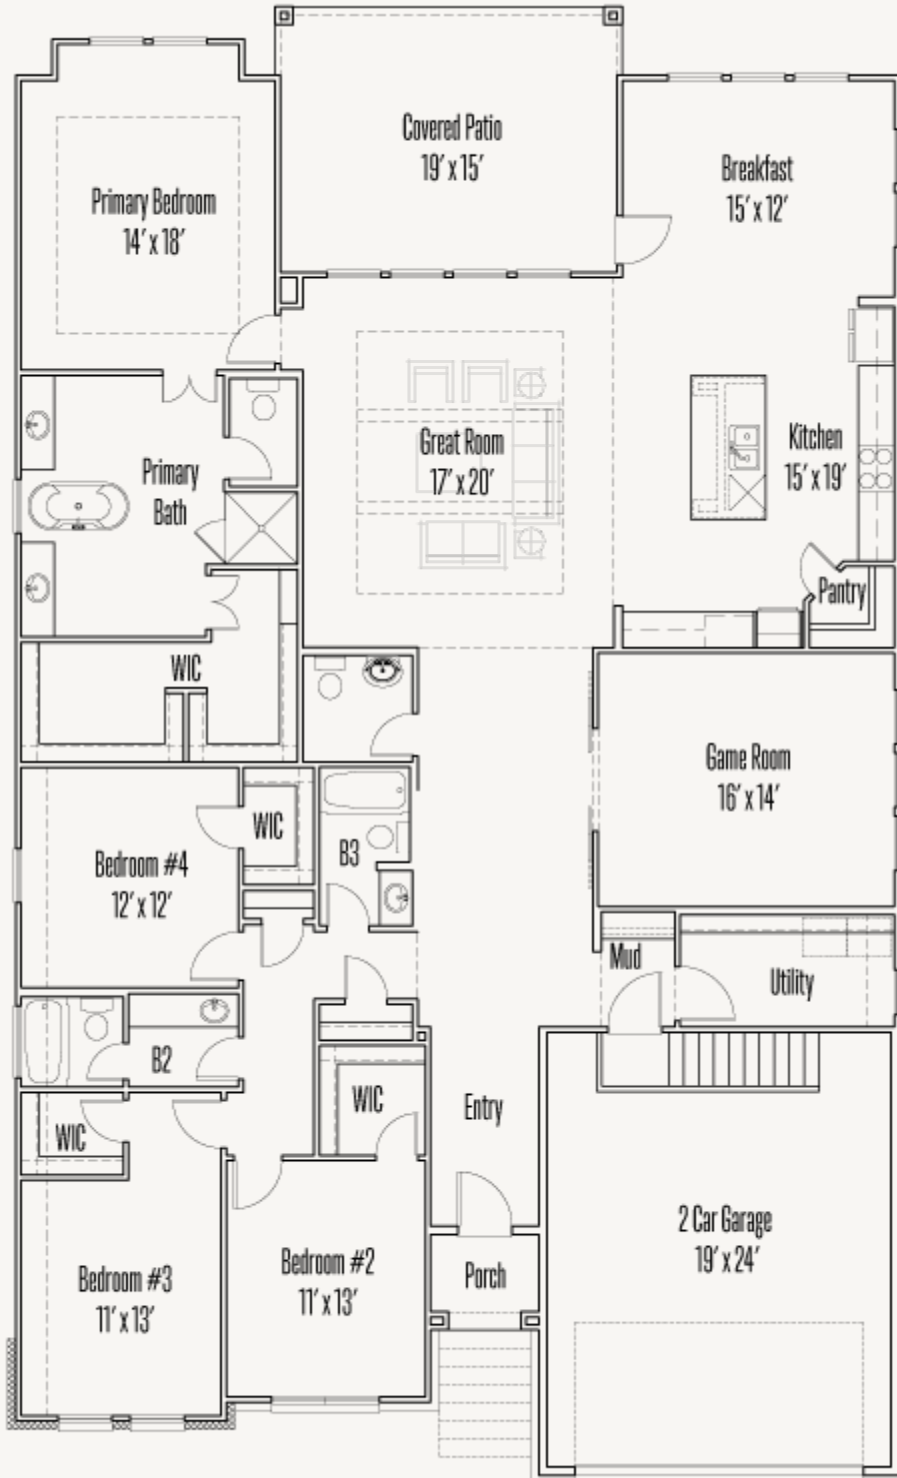 Covered Patio
19' x 15'
Breakfast
15' x 12'
Primary Bedroom
14' x 18'
Great Room
17' x 20'
Kitchen
15' x 19'
Primary
Bath
Pantry
WIC
Game Room
16' x 14'
WIC
B3
Bedroom #4
12' x 12'
Mud
Utility
B2
WIC
Entry
WIC
2 Car Garage
19' x 24'
Bedroom #2
11' x 13'
Porch
Bedroom #3
11' x 13'